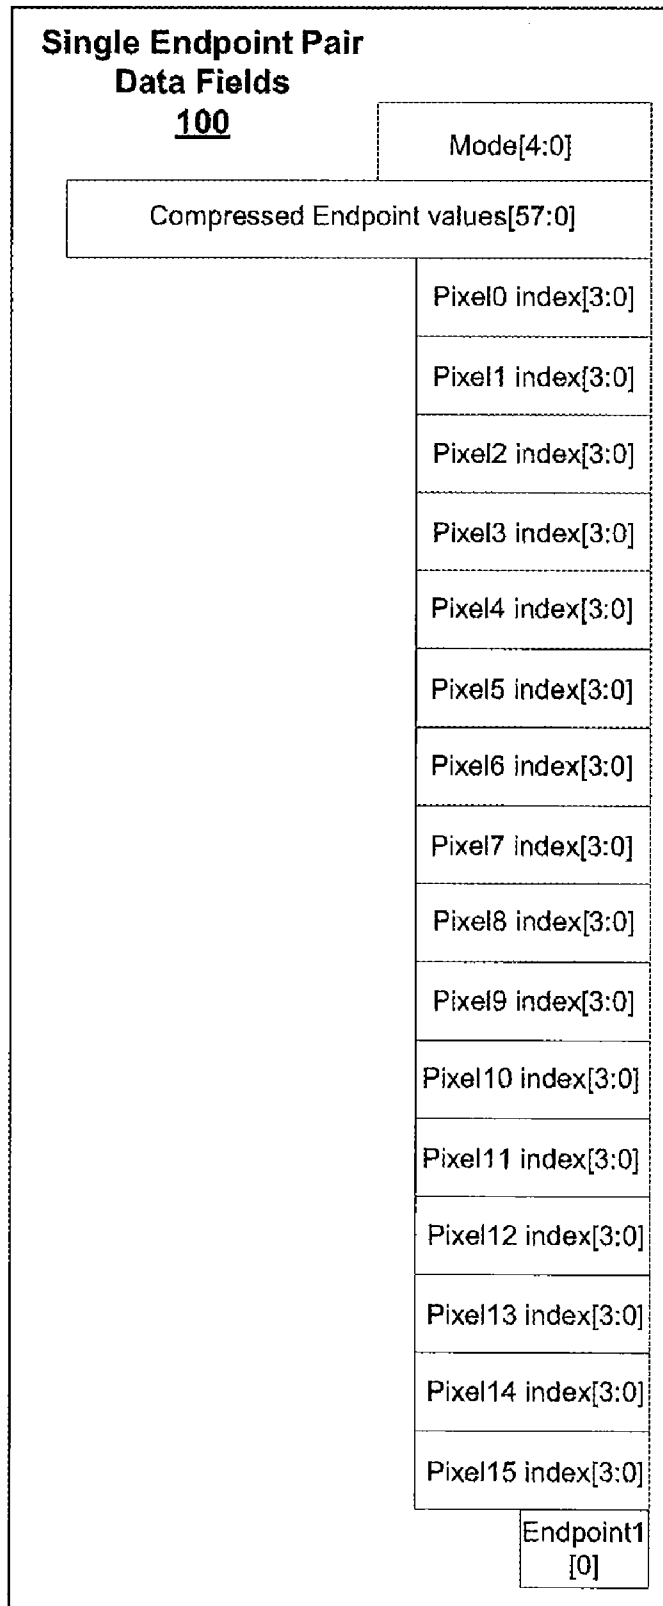 Single Endpoint Pair
Data Fields
100
Mode[4:0]
Compressed Endpoint values[57:0]
Pixel0 index[3:0]
Pixel1 index[3:0]
Pixel2 index[3:0]
Pixel3 index[3:0]
Pixel4 index[3:0]
Pixel5 index[3:0]
Pixel6 index[3:0]
Pixel7 index[3:0]
Pixel8 index[3:0]
Pixel9 index[3:0]
Pixel10 index[3:0]
Pixel11 index[3:0]
Pixel12 index[3:0]
Pixel13 index[3:0]
Pixel14 index[3:0]
Pixel15 index[3:0]
Endpoint1
[0]